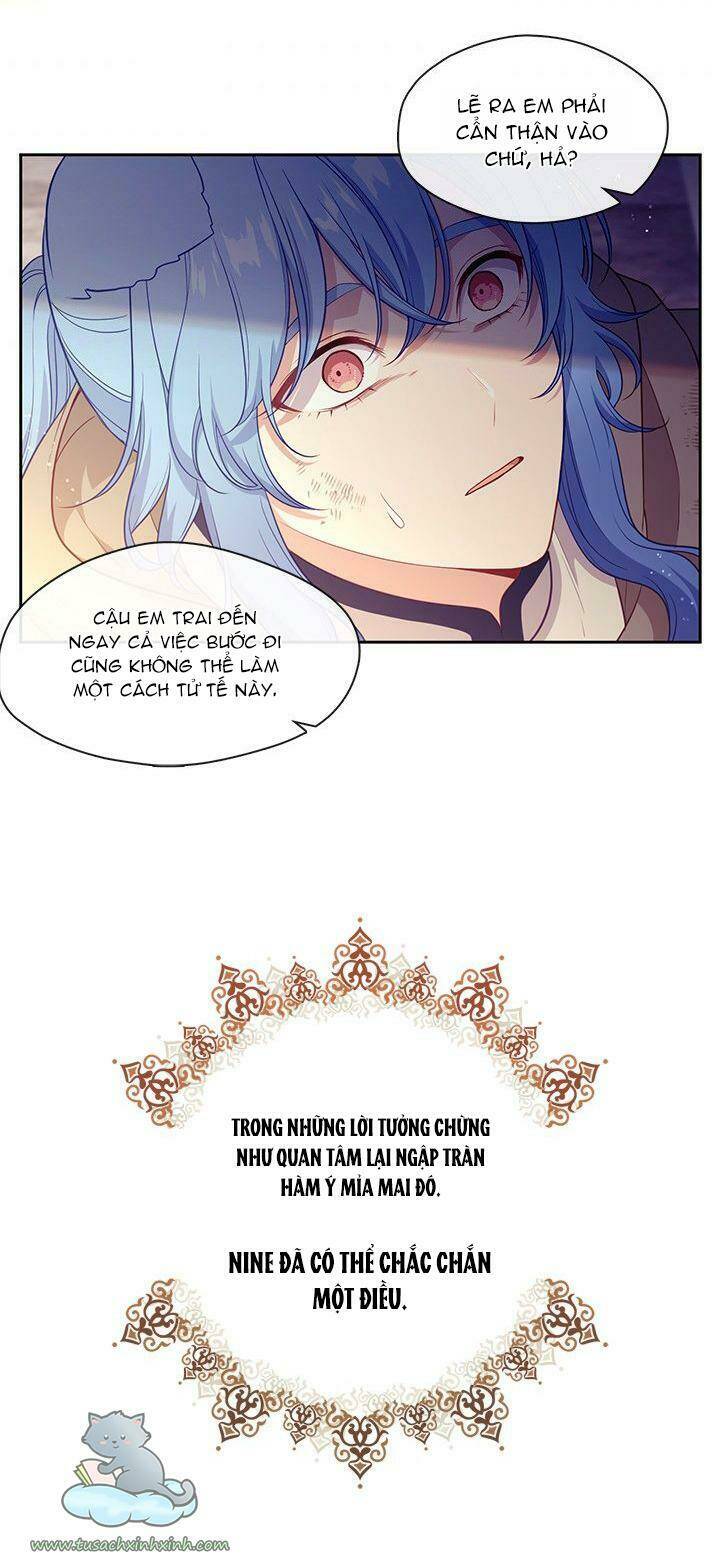 LẼ RA EM PHẢI
CẨN THẬN VÀO
CHỨ, HẢ?
CẬU EM TRAI ĐẾN
NGAY CẢ VIỆC BƯỚC ĐI
CŨNG KHÔNG THỂ LÀM
MỘT CÁCH TỬ TẾ NÀY.
TRONG NHỮNG LỜI TƯỞNG CHỪNG
NHƯ QUAN TÂM LẠI NGẬP TRÀN
HÀM Ý MỈA MAI ĐÓ.
NINE ĐÃ CÓ THỂ CHẮC CHẮN
MỘT ĐIỀU.
www.tusachxinhxinh.com